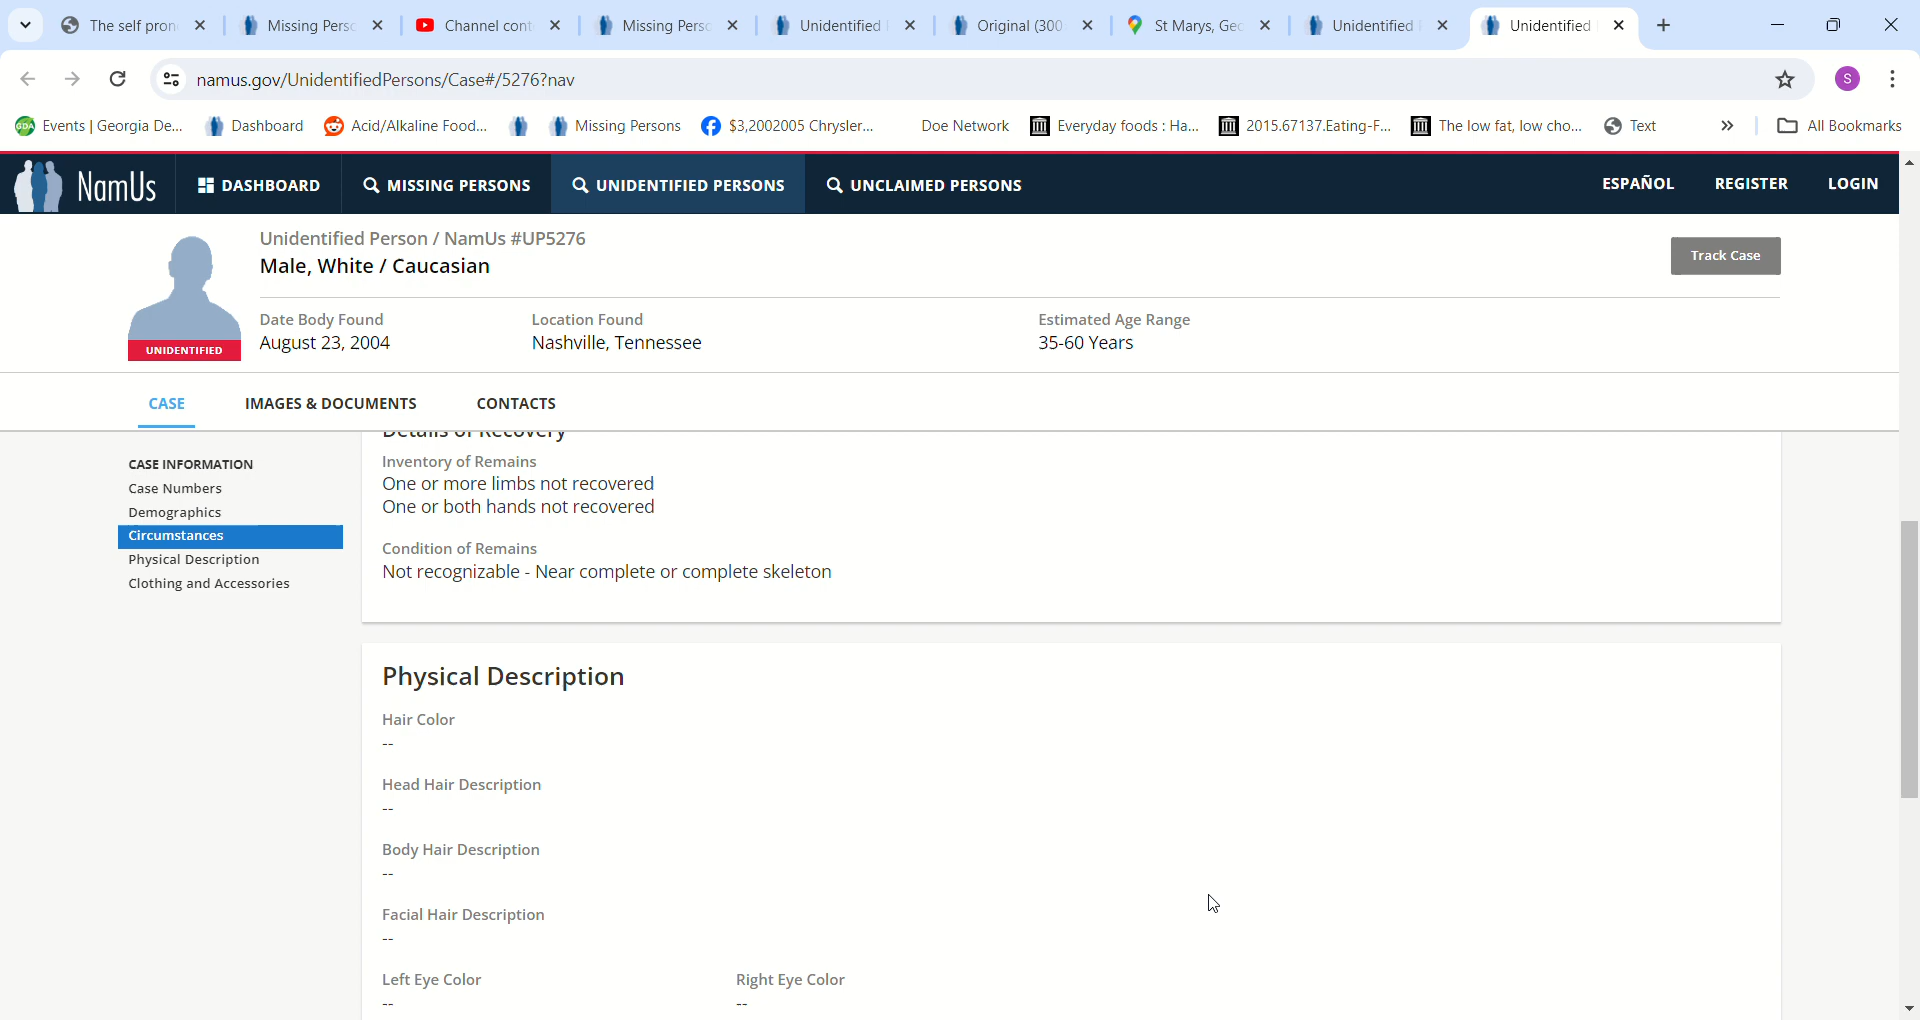 The self pron
Missing Perso
Channel cont
Missing Perso
Unidentified
Original (300
St Marys, Geo
Unidentified
Unidentified
namus.gov/UnidentifiedPersons/Case#/5276?nav
S
GDA Events | Georgia De...
Dashboard
Acid/Alkaline Food...
Missing Persons
$3,2002005 Chrysler...
Doe Network
Everyday foods : Ha...
2015.67137.Eating-F...
The low fat, low cho...
Text
»
All Bookmarks
NamUs
DASHBOARD
MISSING PERSONS
UNIDENTIFIED PERSONS
UNCLAIMED PERSONS
ESPAÑOL
REGISTER
LOGIN
Unidentified Person / NamUs #UP5276
Male, White / Caucasian
Track Case
UNIDENTIFIED
Date Body Found
August 23, 2004
Location Found
Nashville, Tennessee
Estimated Age Range
35-60 Years
CASE
IMAGES & DOCUMENTS
CONTACTS
CASE INFORMATION
Case Numbers
Demographics
Circumstances
Physical Description
Clothing and Accessories
Details of Recovery
Inventory of Remains
One or more limbs not recovered
One or both hands not recovered
Condition of Remains
Not recognizable - Near complete or complete skeleton
Physical Description
Hair Color
--
Head Hair Description
--
Body Hair Description
--
Facial Hair Description
--
Left Eye Color
--
Right Eye Color
--